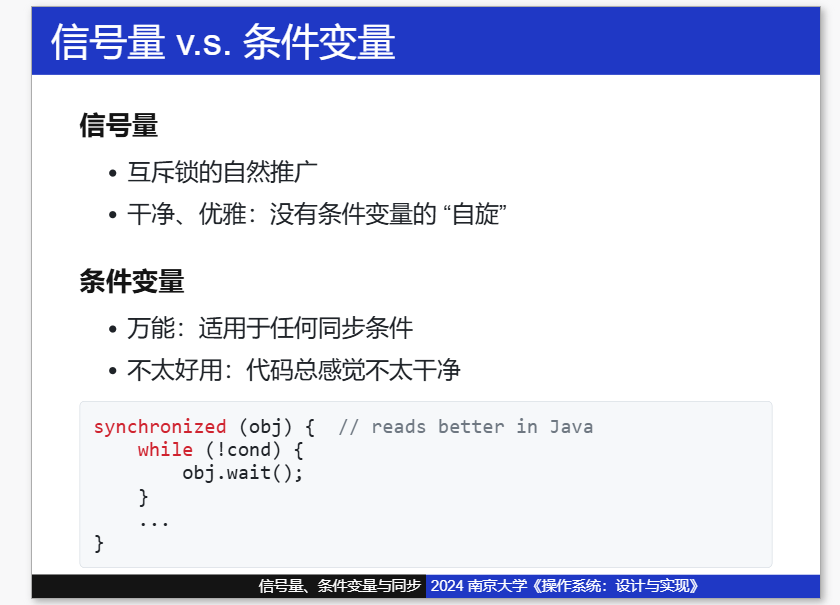 信号量 v.s. 条件变量
信号量
• 互斥锁的自然推广
• 干净、优雅：没有条件变量的 “自旋”
条件变量
• 万能：适用于任何同步条件
• 不太好用：代码总感觉不太干净
synchronized (obj) {  // reads better in Java
    while (!cond) {
        obj.wait();
    }
    ...
}
信号量、条件变量与同步 2024 南京大学《操作系统：设计与实现》